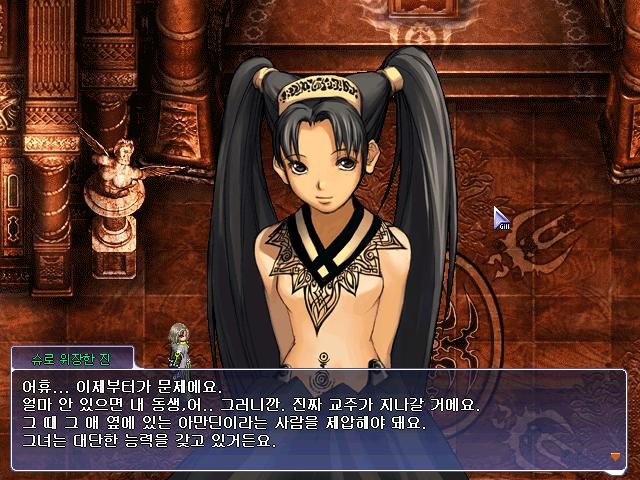 Gill
슈로 위장한 진
어휴... 이제부터가 문제에요.
얼마 안 있으면 내 동생,어.. 그러니깐. 진짜 교주가 지나갈 거에요.
그 때 그 애 옆에 있는 아만딘이라는 사람을 제압해야 돼요.
그녀는 대단한 능력을 갖고 있거든요.